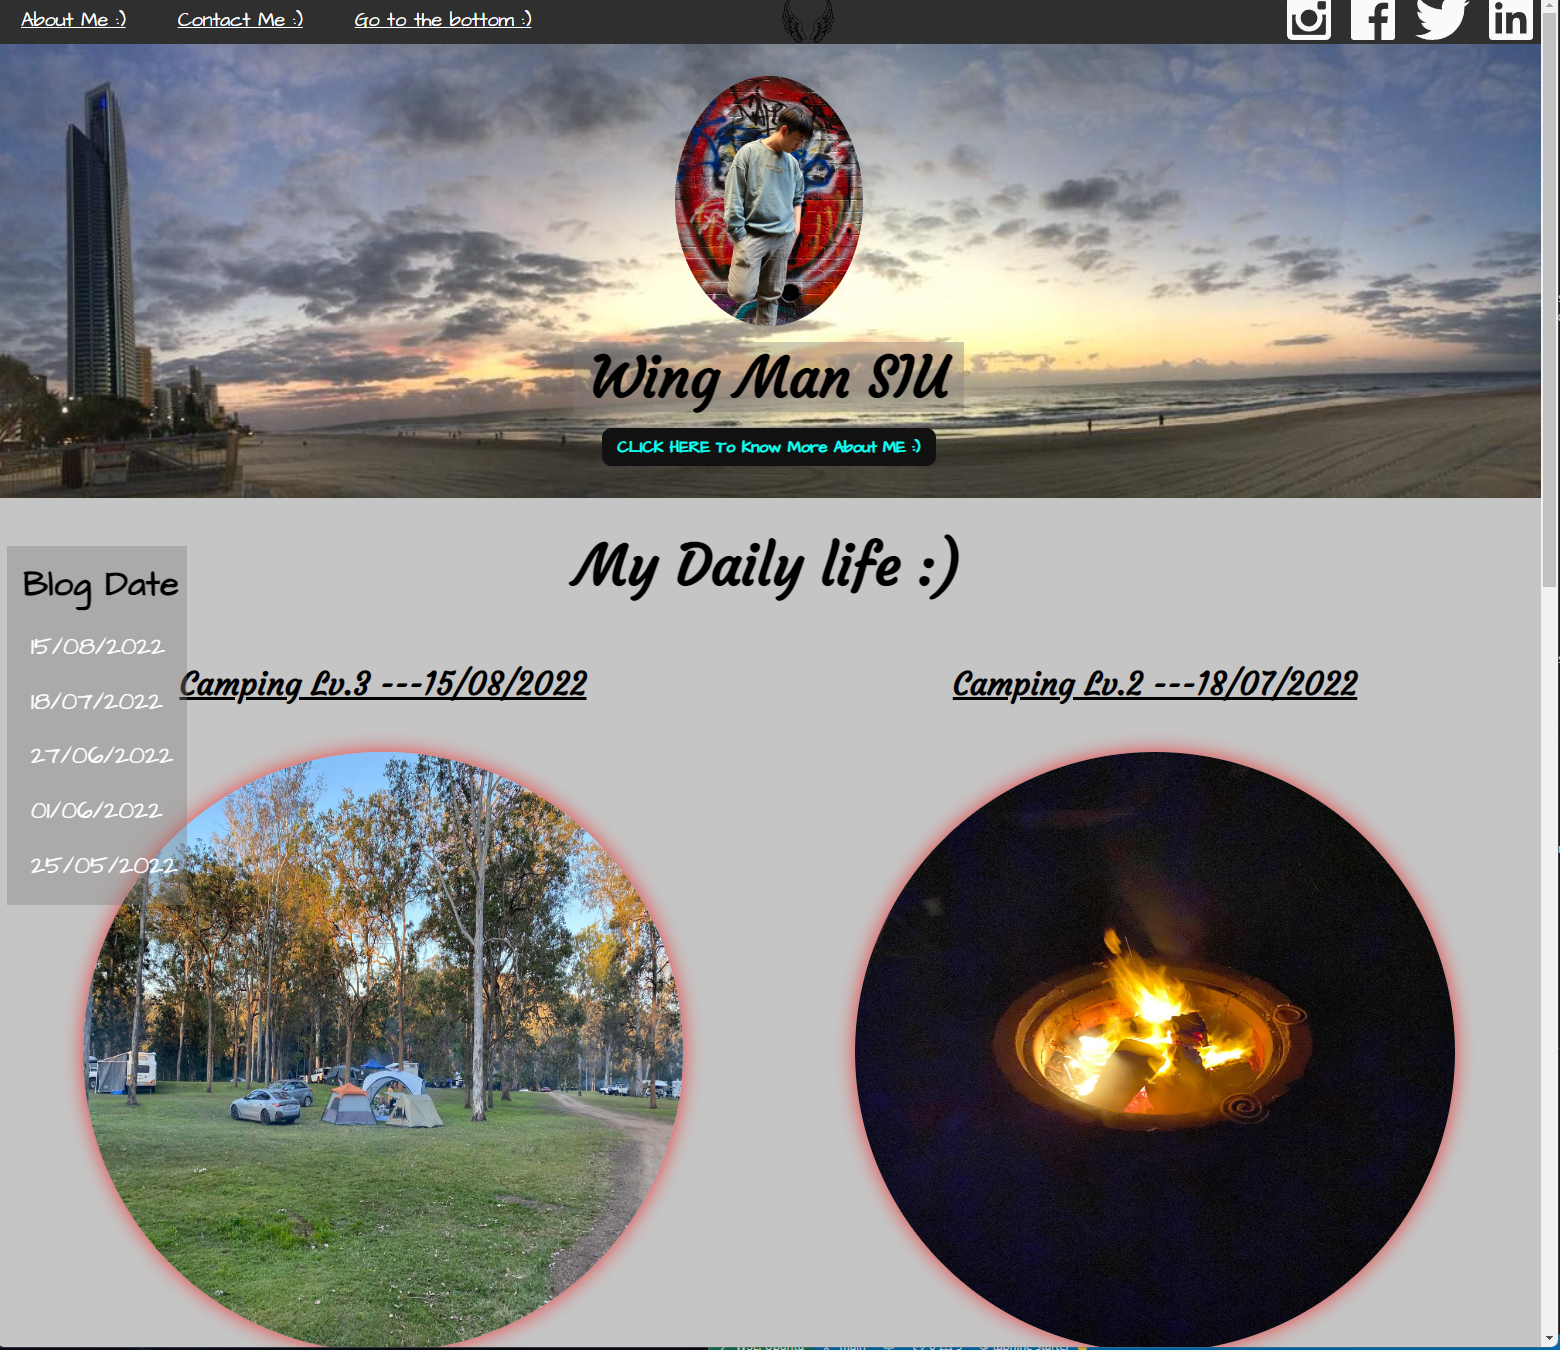 About Me :) Contact Me :) Go to the bottom :)
Wing Man SIU
CLICK HERE To Know More About ME :)
My Daily life :)
Blog Date
15/08/2022
18/07/2022
27/06/2022
01/06/2022
25/05/2022
Camping Lv.3 ---15/08/2022
Camping Lv.2 ---18/07/2022